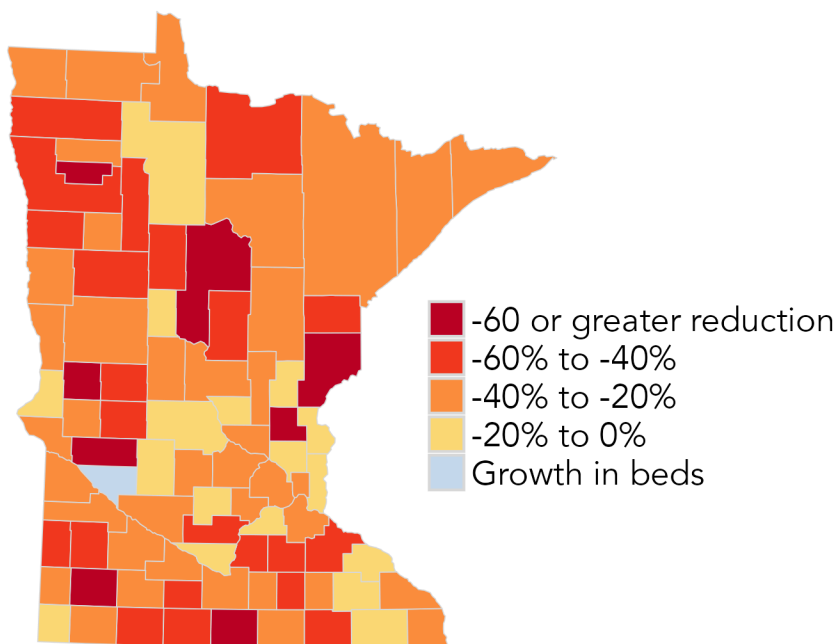 -60 or greater reduction
-60% to -40%
-40% to -20%
-20% to 0%
Growth in beds